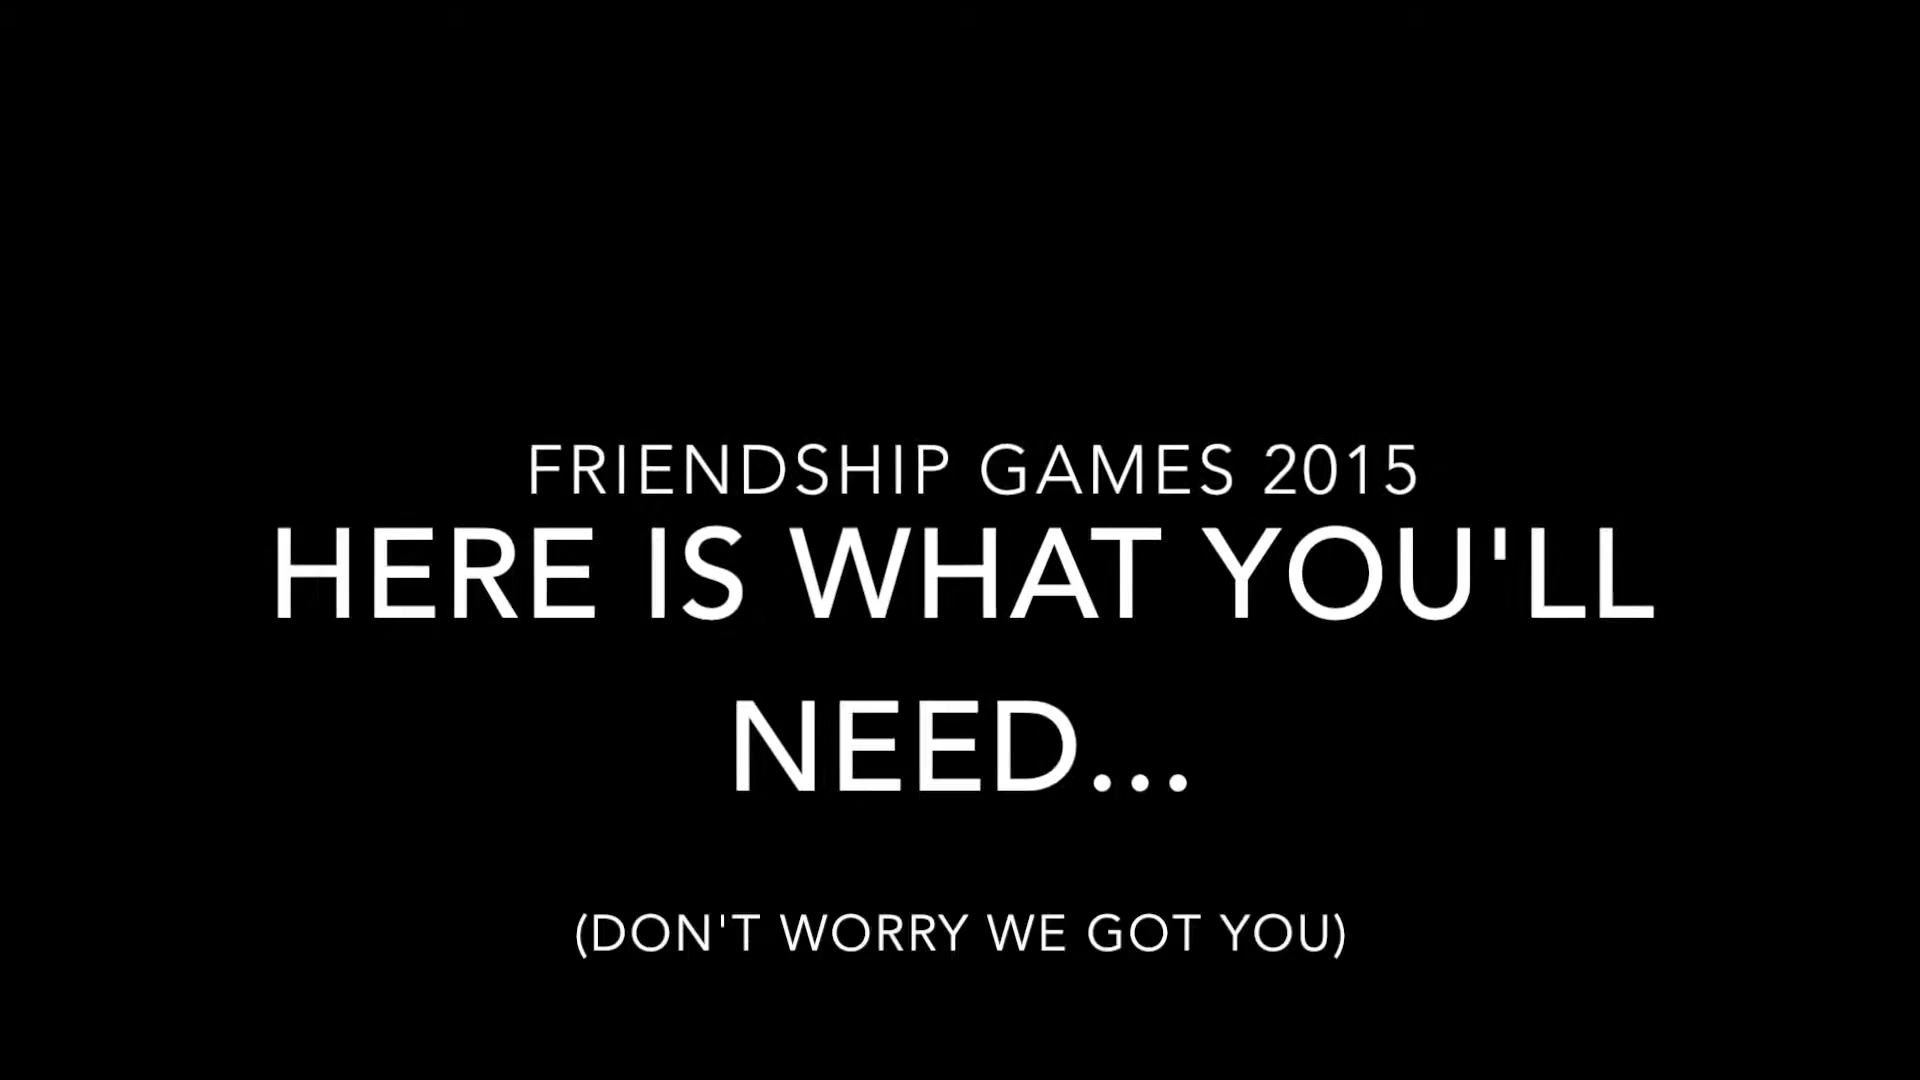 FRIENDSHIP GAMES 2015
HERE IS WHAT YOU'LL
NEED...
(DON'T WORRY WE GOT YOU)